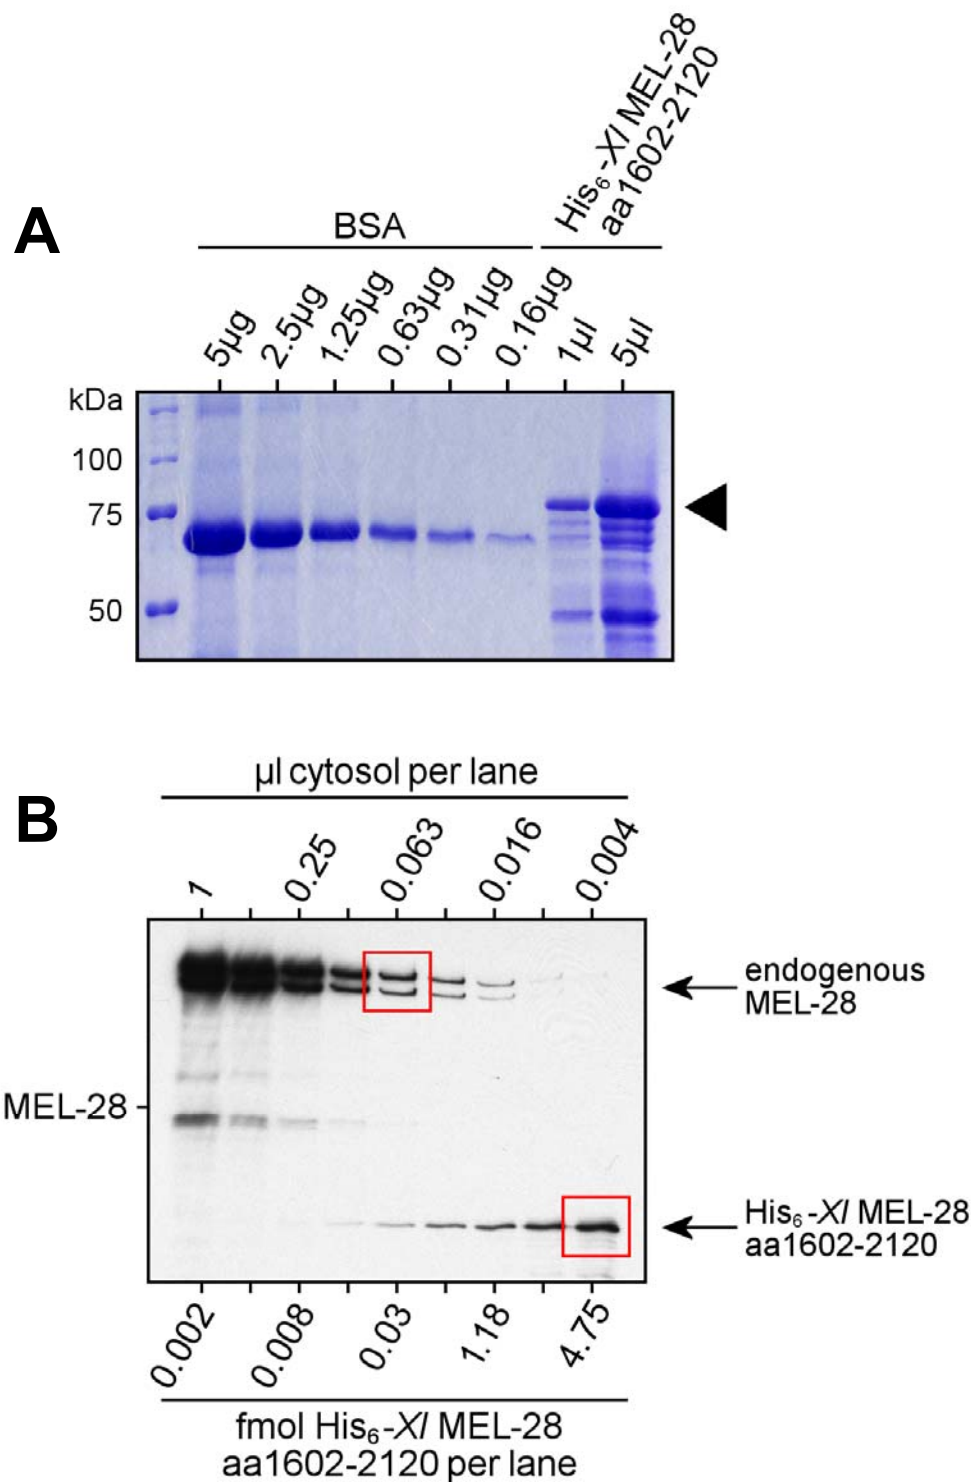 A
BSA
His₆-Xl MEL-28
aa1602-2120
5µg
2.5µg
1.25µg
0.63µg
0.31µg
0.16µg
1µl
5µl
kDa
100
75
50
B
µl cytosol per lane
1
0.25
0.063
0.016
0.004
endogenous
MEL-28
MEL-28
His₆-Xl MEL-28
aa1602-2120
0.002
0.008
0.03
1.18
4.75
fmol His₆-Xl MEL-28
aa1602-2120 per lane